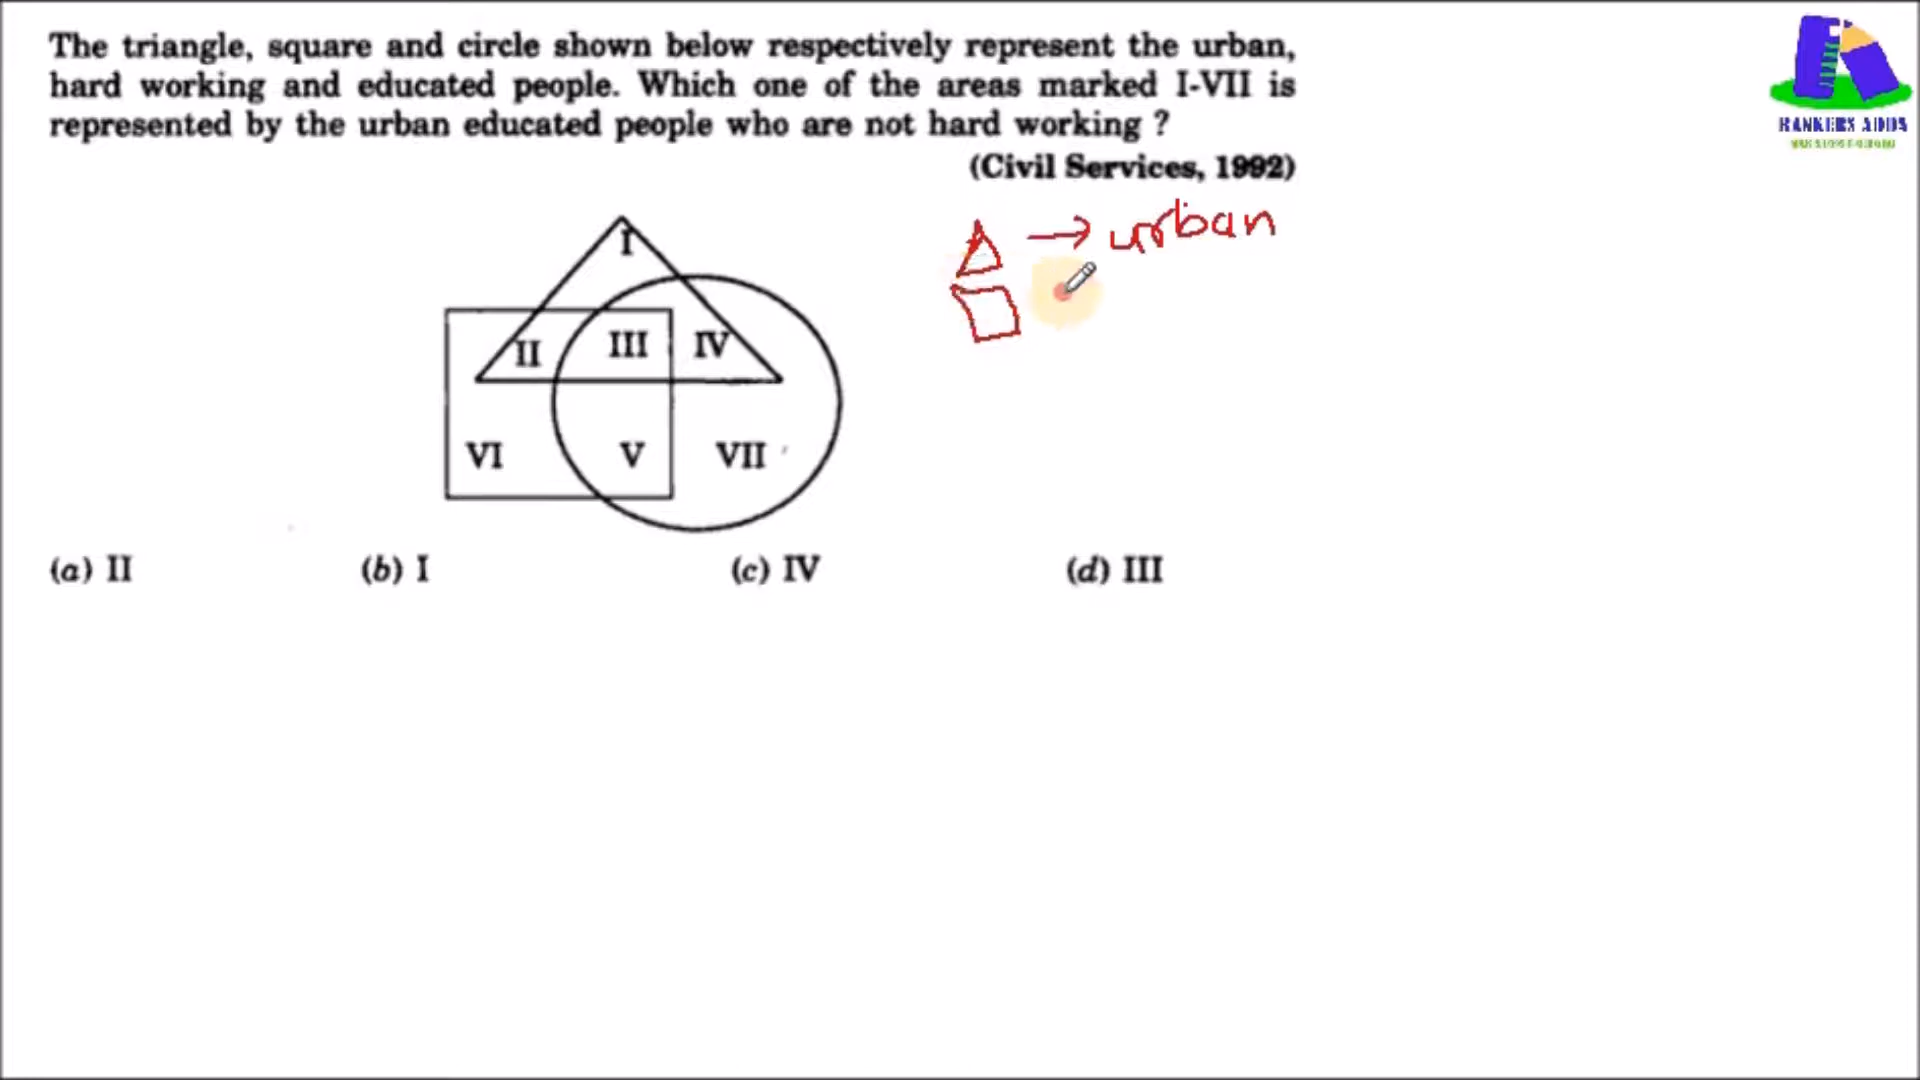 The triangle, square and circle shown below respectively represent the urban,
hard working and educated people. Which one of the areas marked I-VII is
represented by the urban educated people who are not hard working ?
(Civil Services, 1992)
RANKERS ADDA
urban
I
II III IV
VI V VII
(a) II (b) I (c) IV (d) III